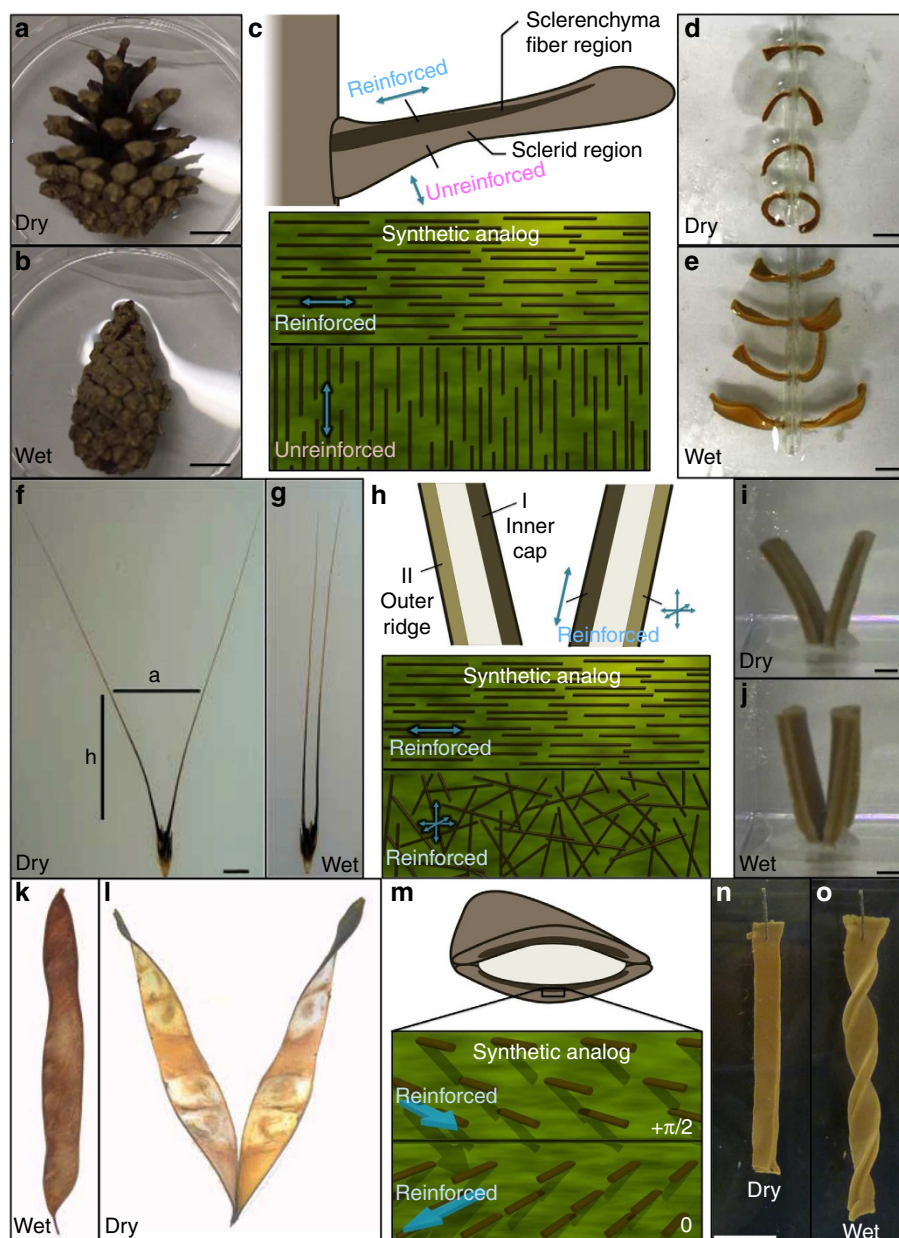 a
Dry
b
Wet
c
Sclerenchyma
fiber region
Reinforced
Sclerid region
Unreinforced
Synthetic analog
Reinforced
Unreinforced
d
Dry
e
Wet
f
a
h
Dry
g
Wet
h
I
Inner
cap
II
Outer
ridge
Reinforced
Synthetic analog
Reinforced
Reinforced
i
Dry
j
Wet
k
Wet
l
Dry
m
Synthetic analog
Reinforced
+π/2
Reinforced
0
n
Dry
o
Wet